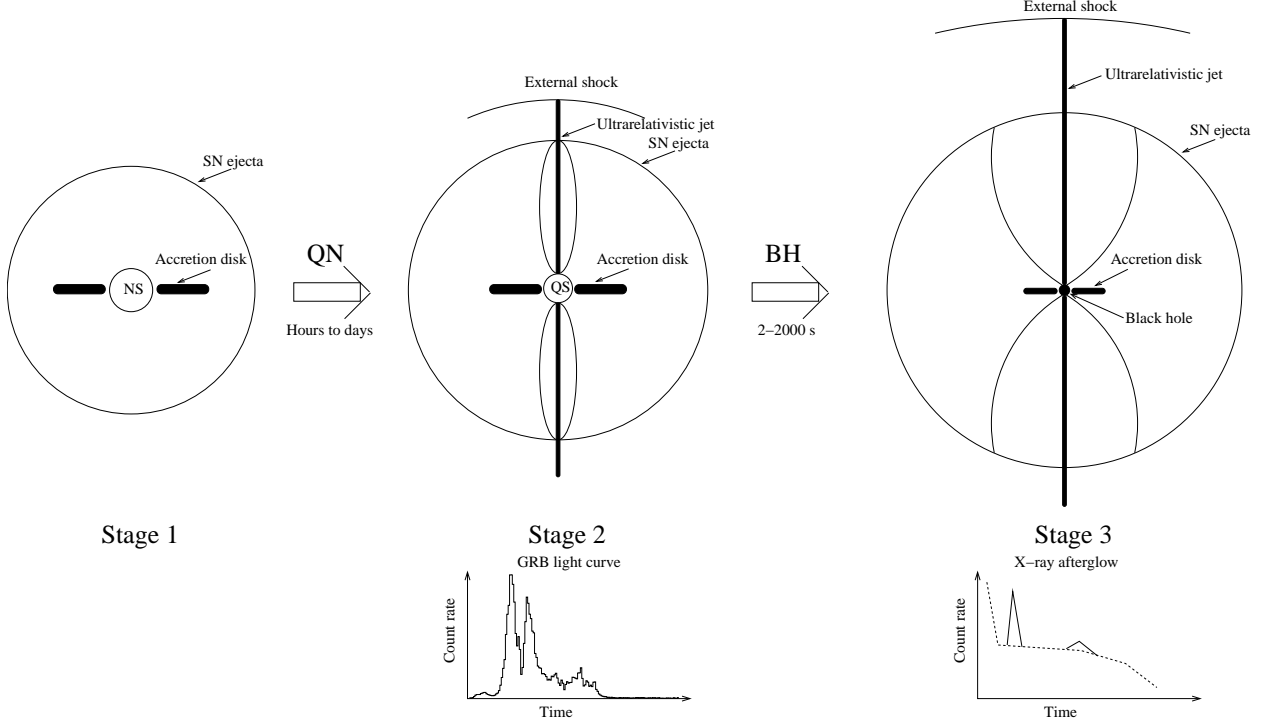 SN ejecta
Accretion disk
NS
Stage 1
QN
Hours to days
External shock
Ultrarelativistic jet
SN ejecta
Accretion disk
QS
Stage 2
GRB light curve
Count rate
Time
BH
2−2000 s
External shock
Ultrarelativistic jet
SN ejecta
Accretion disk
Black hole
Stage 3
X−ray afterglow
Count rate
Time